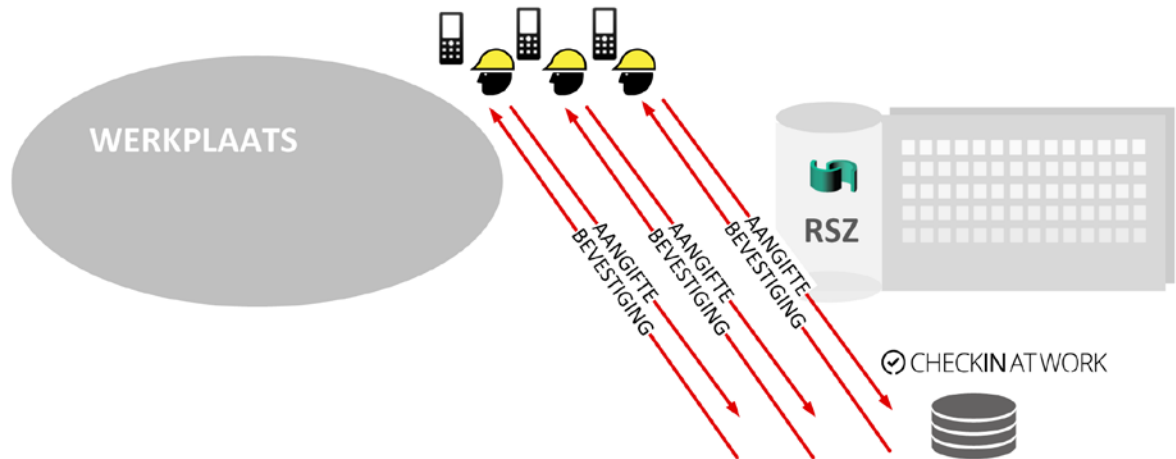 WERKPLAATS
AANGIFTE
BEVESTIGING
AANGIFTE
BEVESTIGING
AANGIFTE
BEVESTIGING
RSZ
CHECKINATWORK